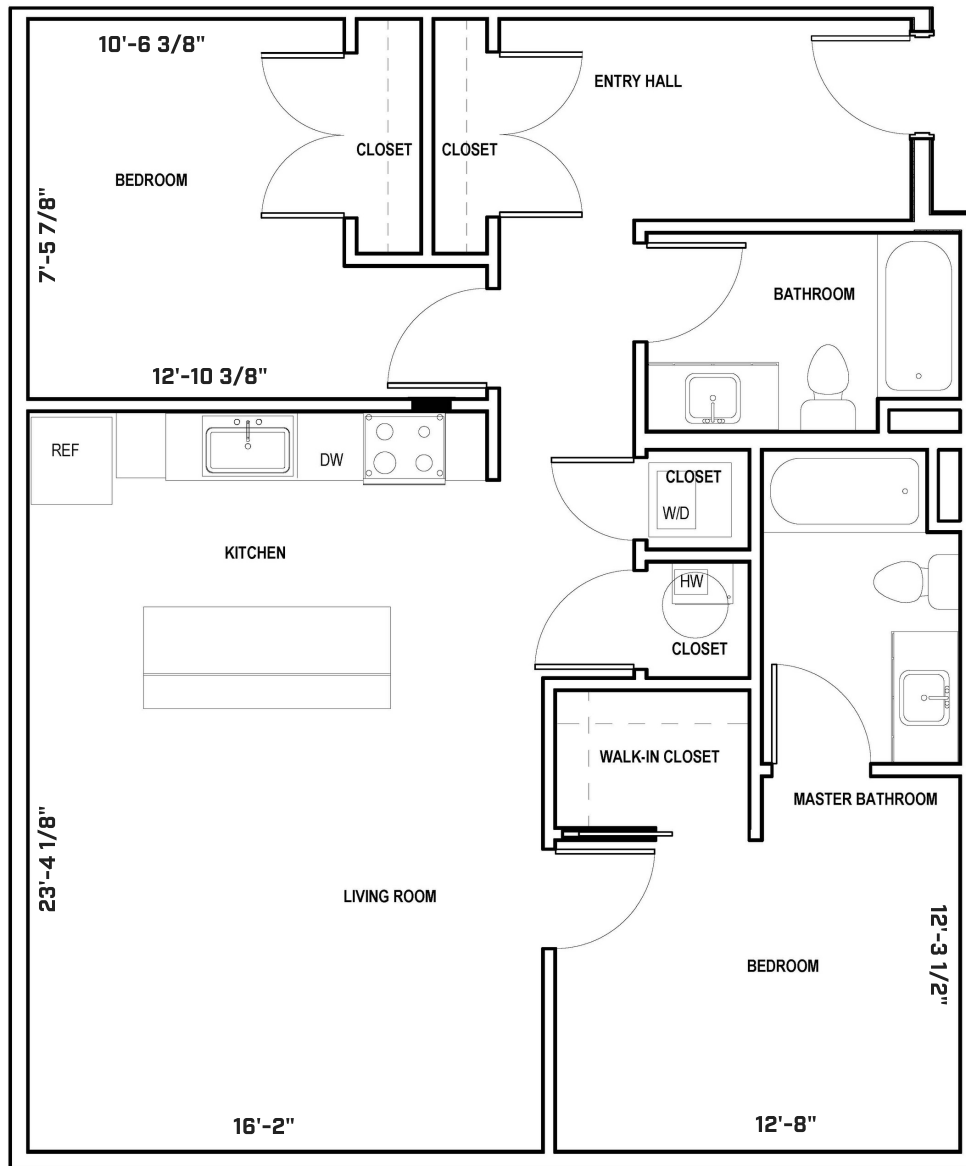 10'-6 3/8"
ENTRY HALL
CLOSET
CLOSET
BEDROOM
7'-5 7/8"
BATHROOM
12'-10 3/8"
REF
DW
CLOSET
W/D
KITCHEN
HW
CLOSET
WALK-IN CLOSET
MASTER BATHROOM
23'-4 1/8"
LIVING ROOM
12'-3 1/2"
BEDROOM
16'-2"
12'-8"